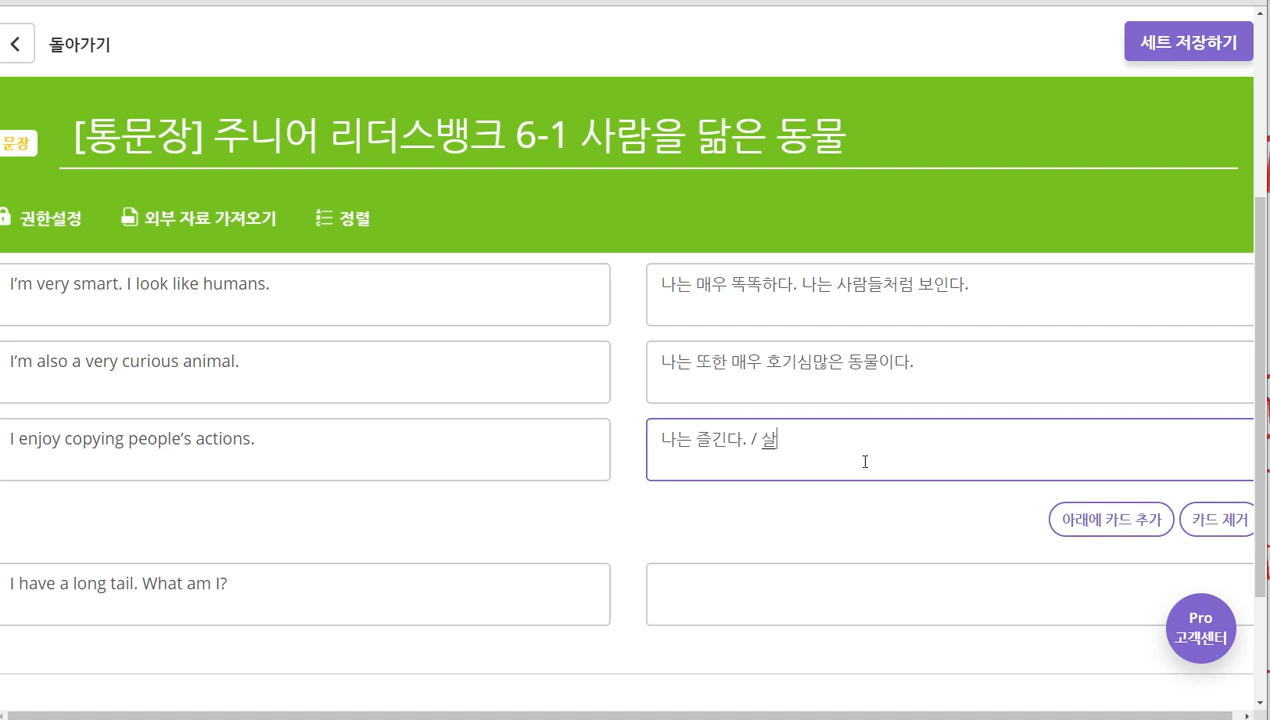 돌아가기
세트 저장하기
문장
[통문장] 주니어 리더스뱅크 6-1 사람을 닮은 동물
권한설정
외부 자료 가져오기
정렬
I’m very smart. I look like humans.
나는 매우 똑똑하다. 나는 사람들처럼 보인다.
I’m also a very curious animal.
나는 또한 매우 호기심많은 동물이다.
I enjoy copying people’s actions.
나는 즐긴다. / 살
아래에 카드 추가
카드 제거
I have a long tail. What am I?
Pro
고객센터